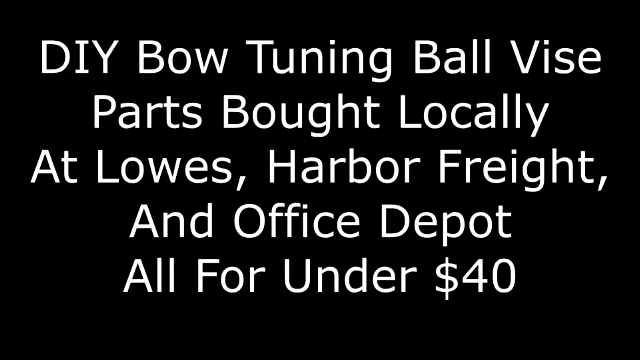 DIY Bow Tuning Ball Vise
Parts Bought Locally
At Lowes, Harbor Freight,
And Office Depot
All For Under $40